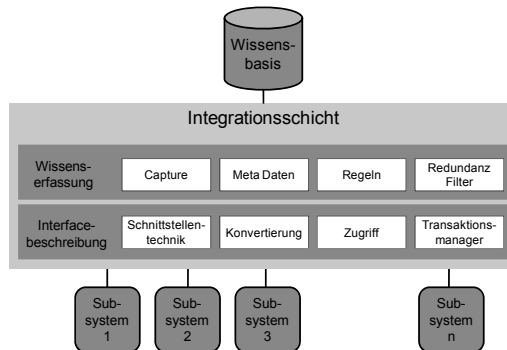 Wissens-
basis
Integrationsschicht
Wissens-
erfassung
Capture
Meta Daten
Regeln
Redundanz
Filter
Interface-
beschreibung
Schnittstellen-
technik
Konvertierung
Zugriff
Transaktions-
manager
Sub-
system
1
Sub-
system
2
Sub-
system
3
Sub-
system
n